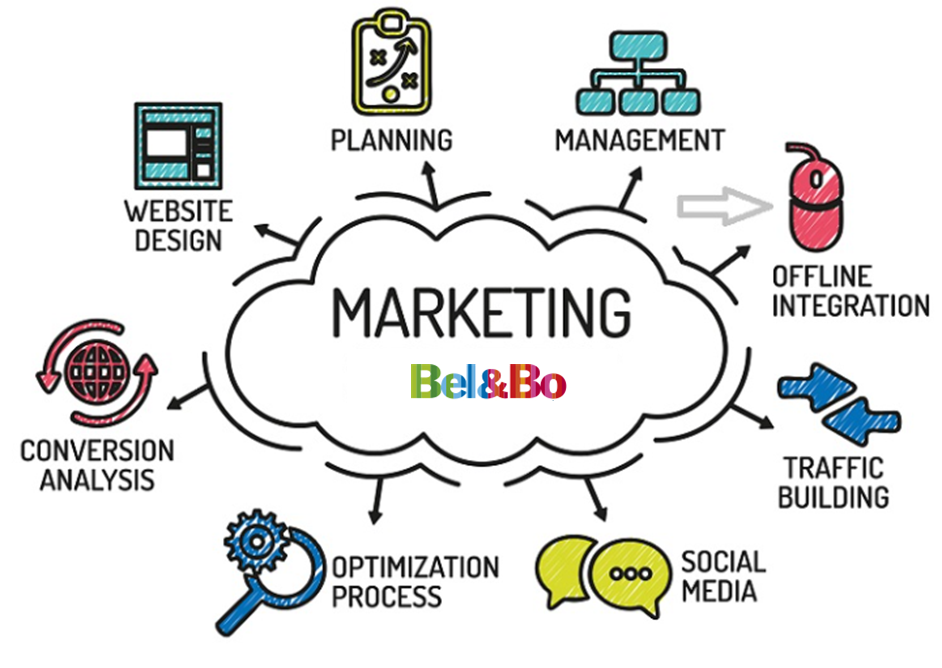 PLANNING
MANAGEMENT
WEBSITE
DESIGN
OFFLINE
INTEGRATION
MARKETING
Bel&Bo
CONVERSION
ANALYSIS
TRAFFIC
BUILDING
OPTIMIZATION
PROCESS
SOCIAL
MEDIA